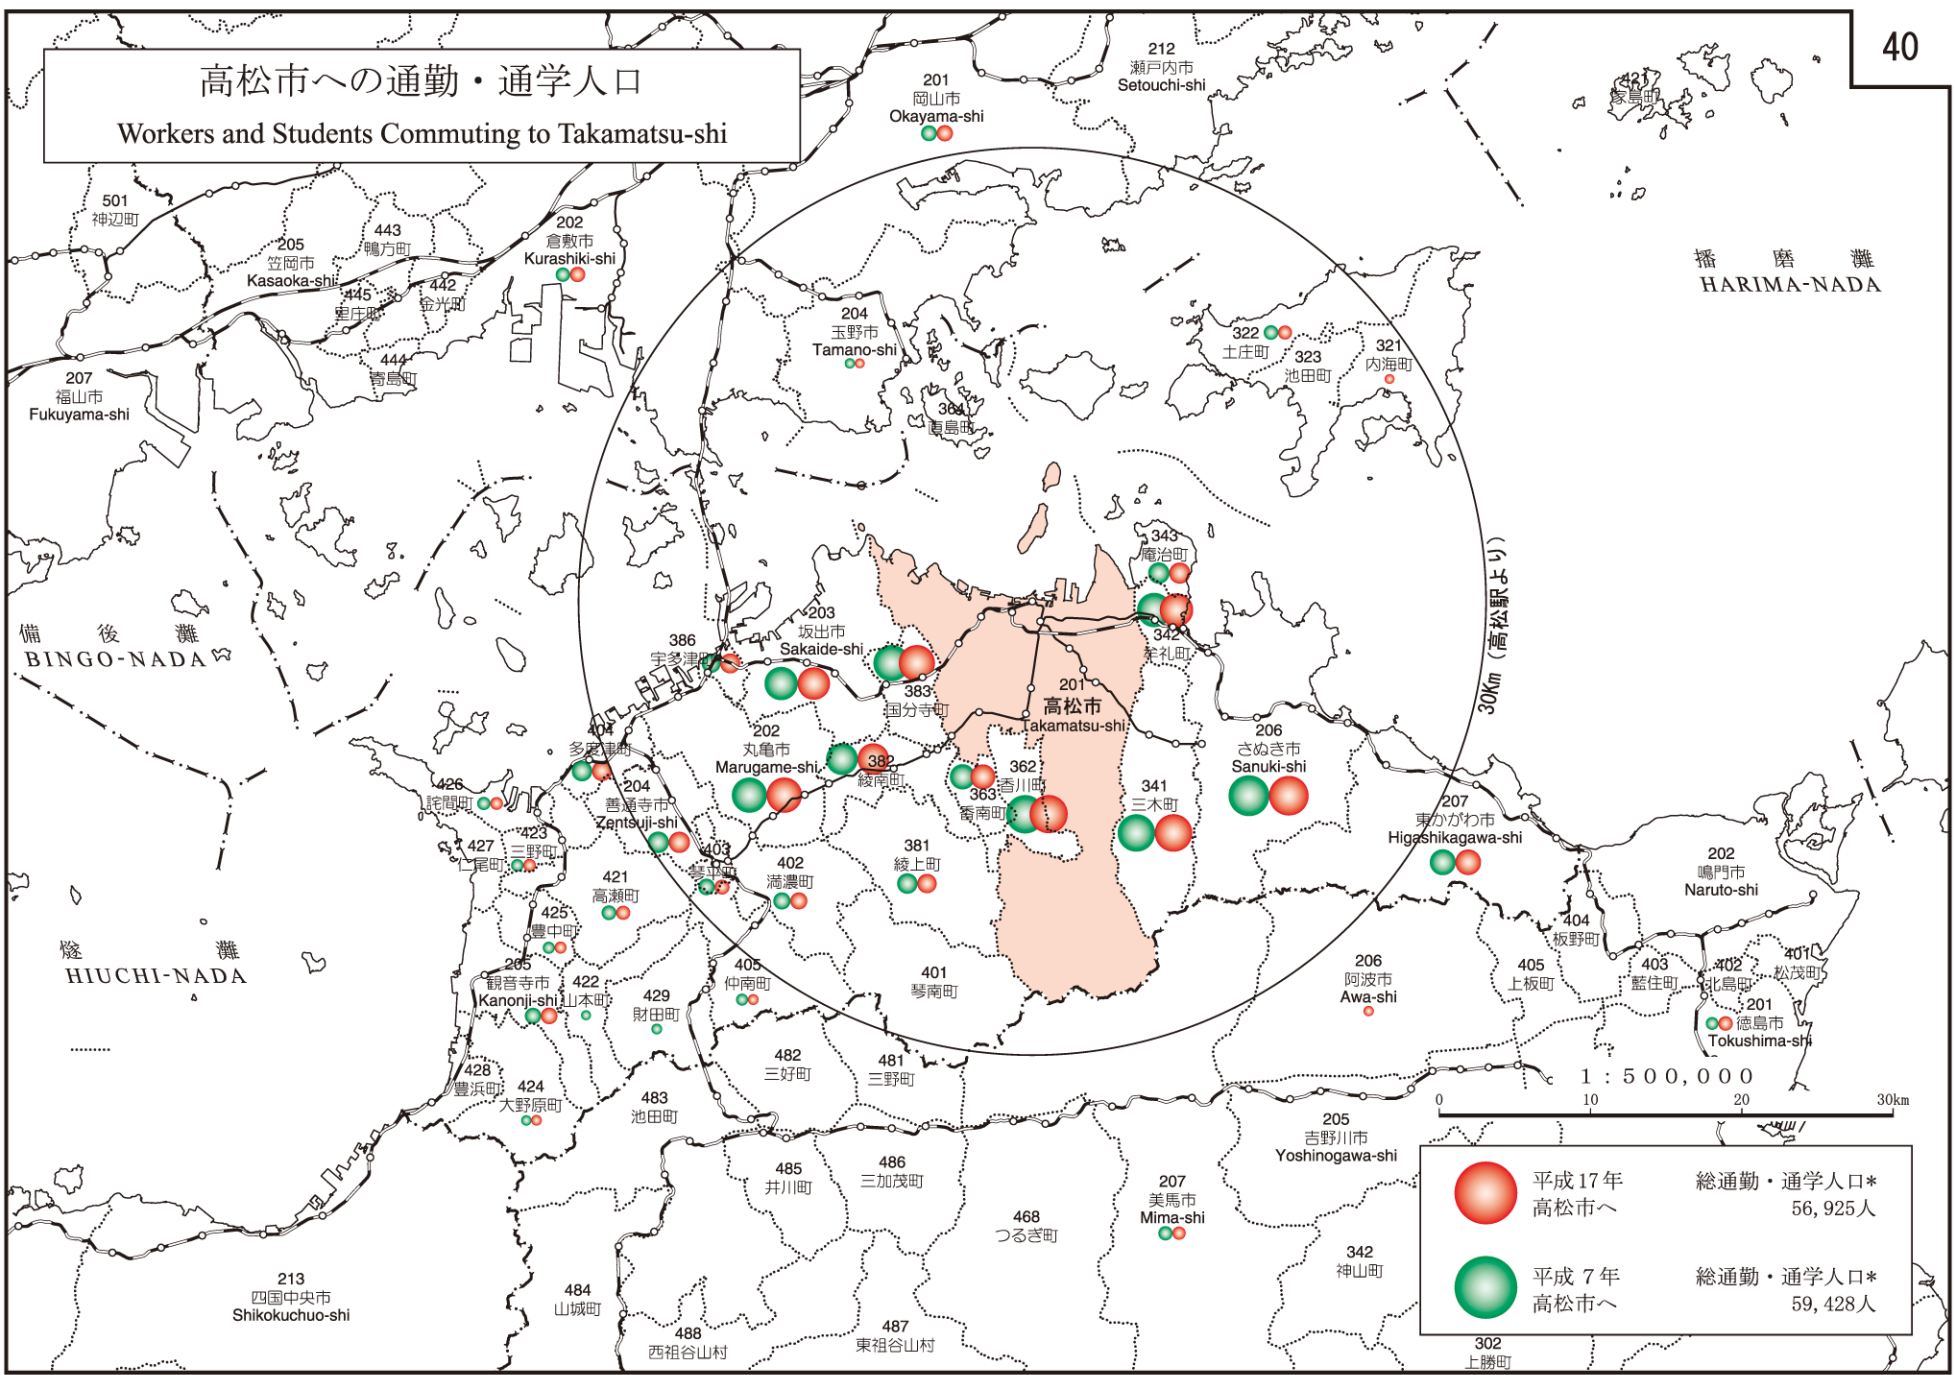 40
高松市への通勤・通学人口
Workers and Students Commuting to Takamatsu-shi
212
瀬戸内市
Setouchi-shi
201
岡山市
Okayama-shi
421
家島町
501
神辺町
443
鴨方町
202
倉敷市
Kurashiki-shi
205
笠岡市
Kasaoka-shi
445
里庄町
442
金光町
444
寄島町
207
福山市
Fukuyama-shi
204
玉野市
Tamano-shi
播磨灘
HARIMA-NADA
322
土庄町
323
池田町
321
内海町
364
直島町
343
庵治町
342
牟礼町
30Km (高松駅より)
備後灘
BINGO-NADA
203
坂出市
Sakaide-shi
386
宇多津町
383
国分寺町
201
高松市
Takamatsu-shi
404
多度津町
202
丸亀市
Marugame-shi
382
綾南町
362
香川町
363
香南町
206
さぬき市
Sanuki-shi
341
三木町
426
詫間町
204
善通寺市
Zentsuji-shi
207
東かがわ市
Higashikagawa-shi
427
仁尾町
423
三野町
403
琴平町
402
満濃町
381
綾上町
202
鳴門市
Naruto-shi
421
高瀬町
425
豊中町
燧灘
HIUCHI-NADA
205
観音寺市
Kanonji-shi
422
山本町
429
財田町
405
仲南町
401
琴南町
206
阿波市
Awa-shi
404
板野町
405
上板町
403
藍住町
402
北島町
401
松茂町
201
徳島市
Tokushima-shi
428
豊浜町
424
大野原町
483
池田町
482
三好町
481
三野町
1：500,000
0 10 20 30km
205
吉野川市
Yoshinogawa-shi
485
井川町
486
三加茂町
207
美馬市
Mima-shi
468
つるぎ町
342
神山町
213
四国中央市
Shikokuchuo-shi
484
山城町
488
西祖谷山村
487
東祖谷山村
302
上勝町
平成17年 総通勤・通学人口*
高松市へ 56,925人
平成 7年 総通勤・通学人口*
高松市へ 59,428人